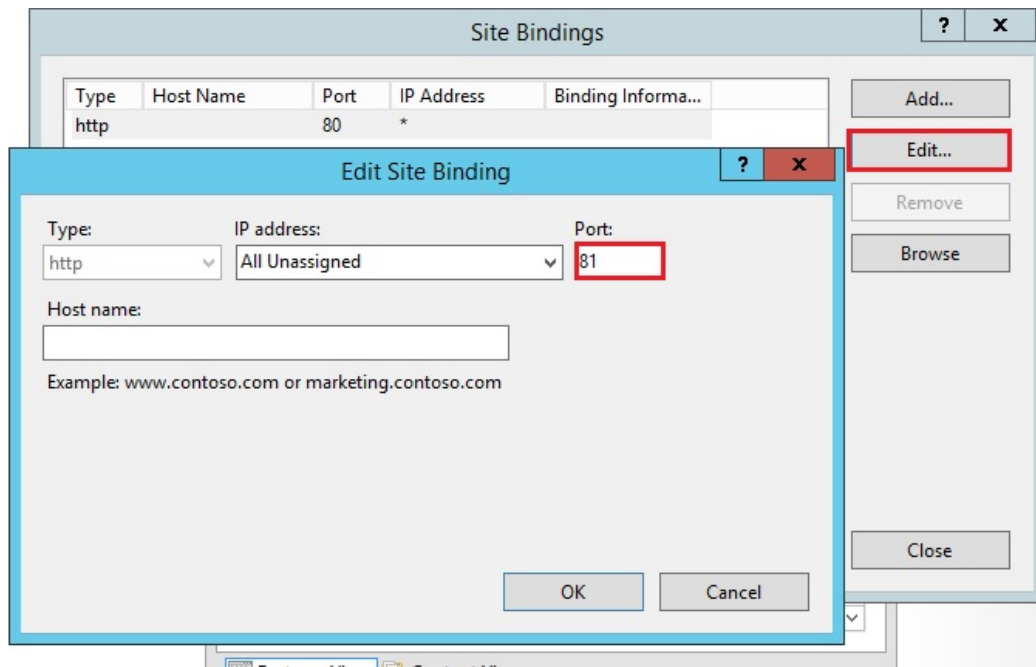 Site Bindings
? x
Type Host Name Port IP Address Binding Informa...
http 80 *
Add...
Edit...
Remove
Browse
Close
Edit Site Binding
? x
Type: IP address: Port:
http All Unassigned 81
Host name:
Example: www.contoso.com or marketing.contoso.com
OK Cancel